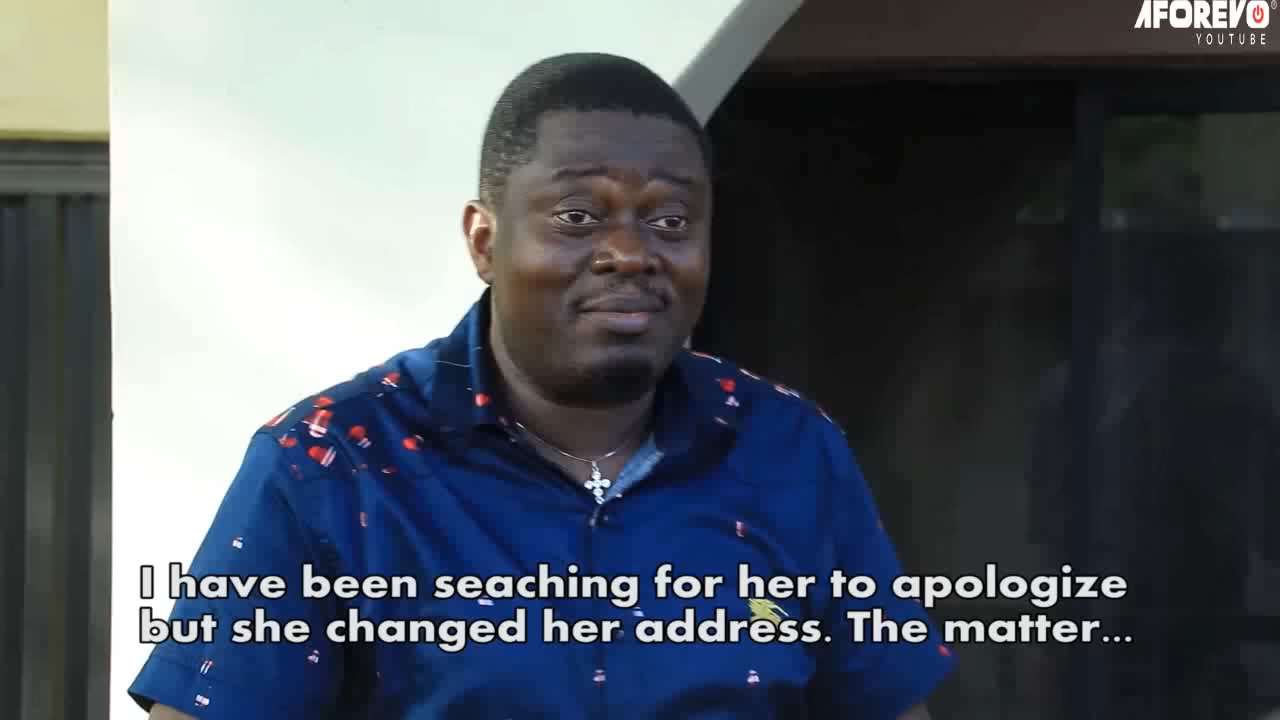 AFOREVO
YOUTUBE
I have been seaching for her to apologize
but she changed her address. The matter...